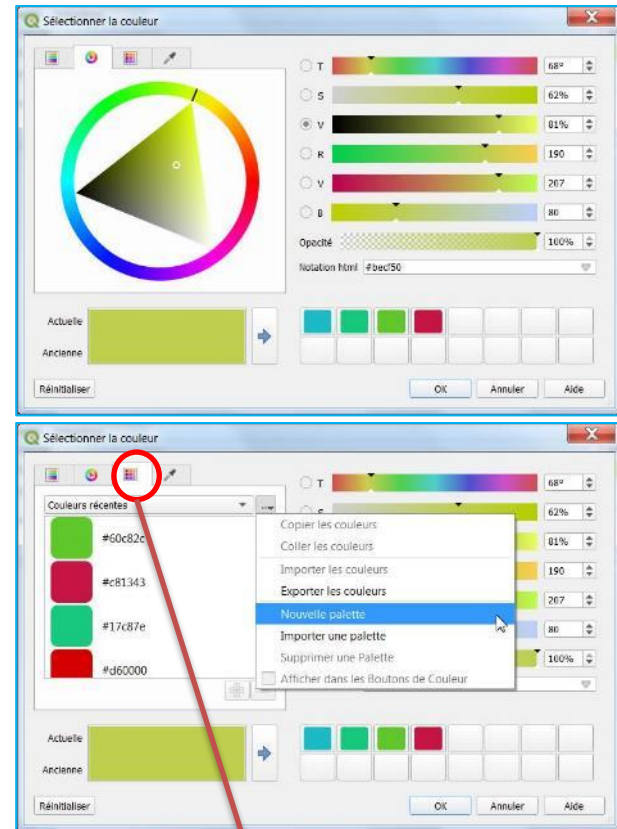 Sélectionner la couleur
T 68°
S 62%
V 81%
R 190
V 207
B 80
Opacité 100%
Notation html #becf50
Actuelle
Ancienne
Réinitialiser OK Annuler Aide
Sélectionner la couleur
T 68°
Couleurs récentes ...
S 62%
Copier les couleurs
#60c82c
Coller les couleurs 81%
Importer les couleurs 190
#c81343
Exporter les couleurs
207
Nouvelle palette
#17c87e
Importer une palette 80
Supprimer une Palette 100%
#d60000
Afficher dans les Boutons de Couleur
Actuelle
Ancienne
Réinitialiser OK Annuler Aide